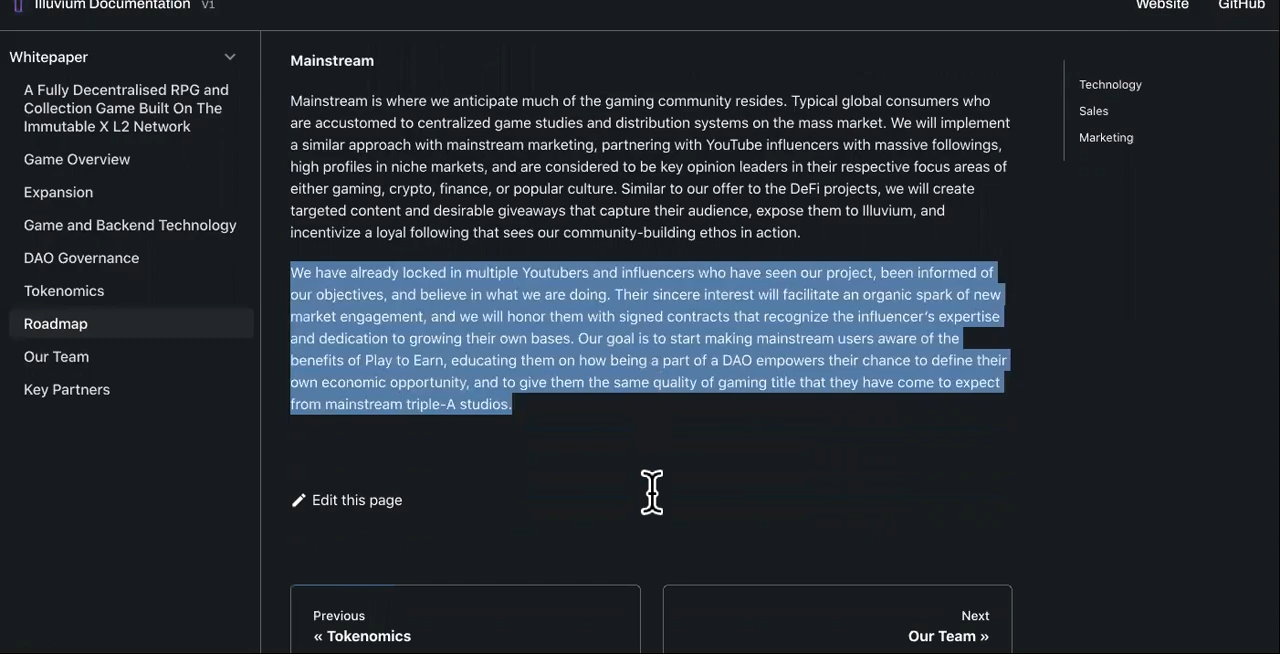 Illuvium Documentation V1
Website GitHub
Whitepaper
A Fully Decentralised RPG and
Collection Game Built On The
Immutable X L2 Network
Game Overview
Expansion
Game and Backend Technology
DAO Governance
Tokenomics
Roadmap
Our Team
Key Partners
Mainstream
Mainstream is where we anticipate much of the gaming community resides. Typical global consumers who
are accustomed to centralized game studies and distribution systems on the mass market. We will implement
a similar approach with mainstream marketing, partnering with YouTube influencers with massive followings,
high profiles in niche markets, and are considered to be key opinion leaders in their respective focus areas of
either gaming, crypto, finance, or popular culture. Similar to our offer to the DeFi projects, we will create
targeted content and desirable giveaways that capture their audience, expose them to Illuvium, and
incentivize a loyal following that sees our community-building ethos in action.
We have already locked in multiple Youtubers and influencers who have seen our project, been informed of
our objectives, and believe in what we are doing. Their sincere interest will facilitate an organic spark of new
market engagement, and we will honor them with signed contracts that recognize the influencer's expertise
and dedication to growing their own bases. Our goal is to start making mainstream users aware of the
benefits of Play to Earn, educating them on how being a part of a DAO empowers their chance to define their
own economic opportunity, and to give them the same quality of gaming title that they have come to expect
from mainstream triple-A studios.
Edit this page
Previous
« Tokenomics
Next
Our Team »
Technology
Sales
Marketing